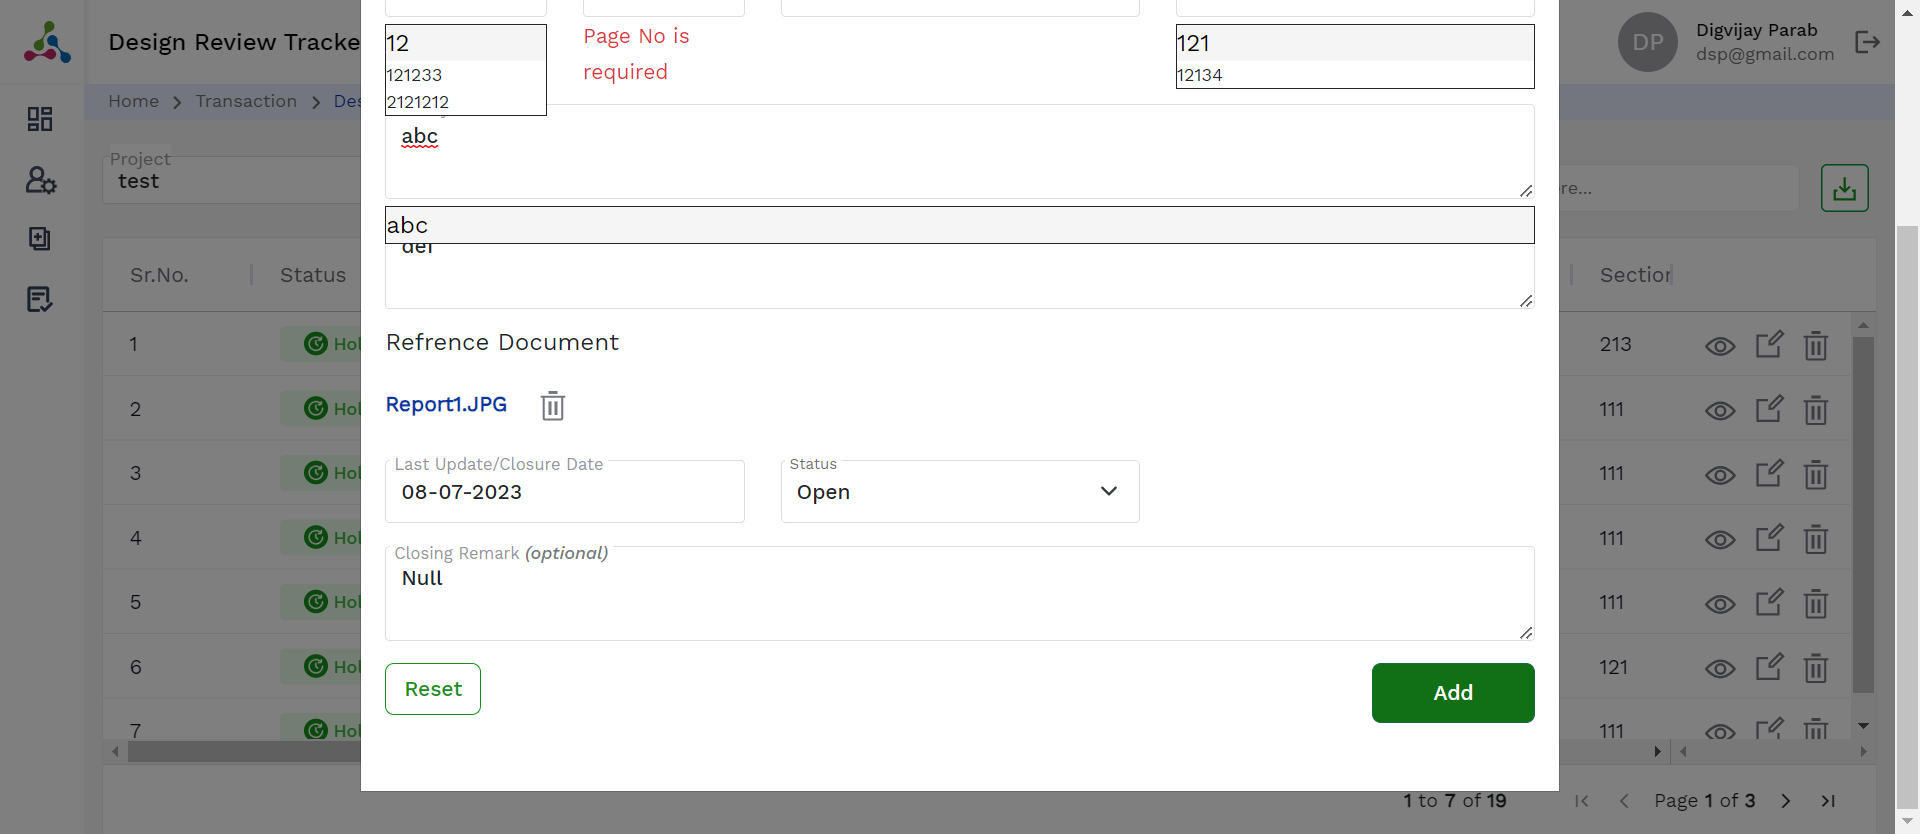 Design Review Tracke
DP
Digvijay Parab
dsp@gmail.com
Home > Transaction > Des
Project
test
Sr.No.
Status
Section
1
Hol
213
2
Hol
111
3
Hol
111
4
Hol
111
5
Hol
111
6
Hol
121
7
Hol
111
1 to 7 of 19
Page 1 of 3
re...
12
121233
2121212
Page No is
required
121
12134
abc
abc
def
Refrence Document
Report1.JPG
Last Update/Closure Date
08-07-2023
Status
Open
Closing Remark (optional)
Null
Reset
Add